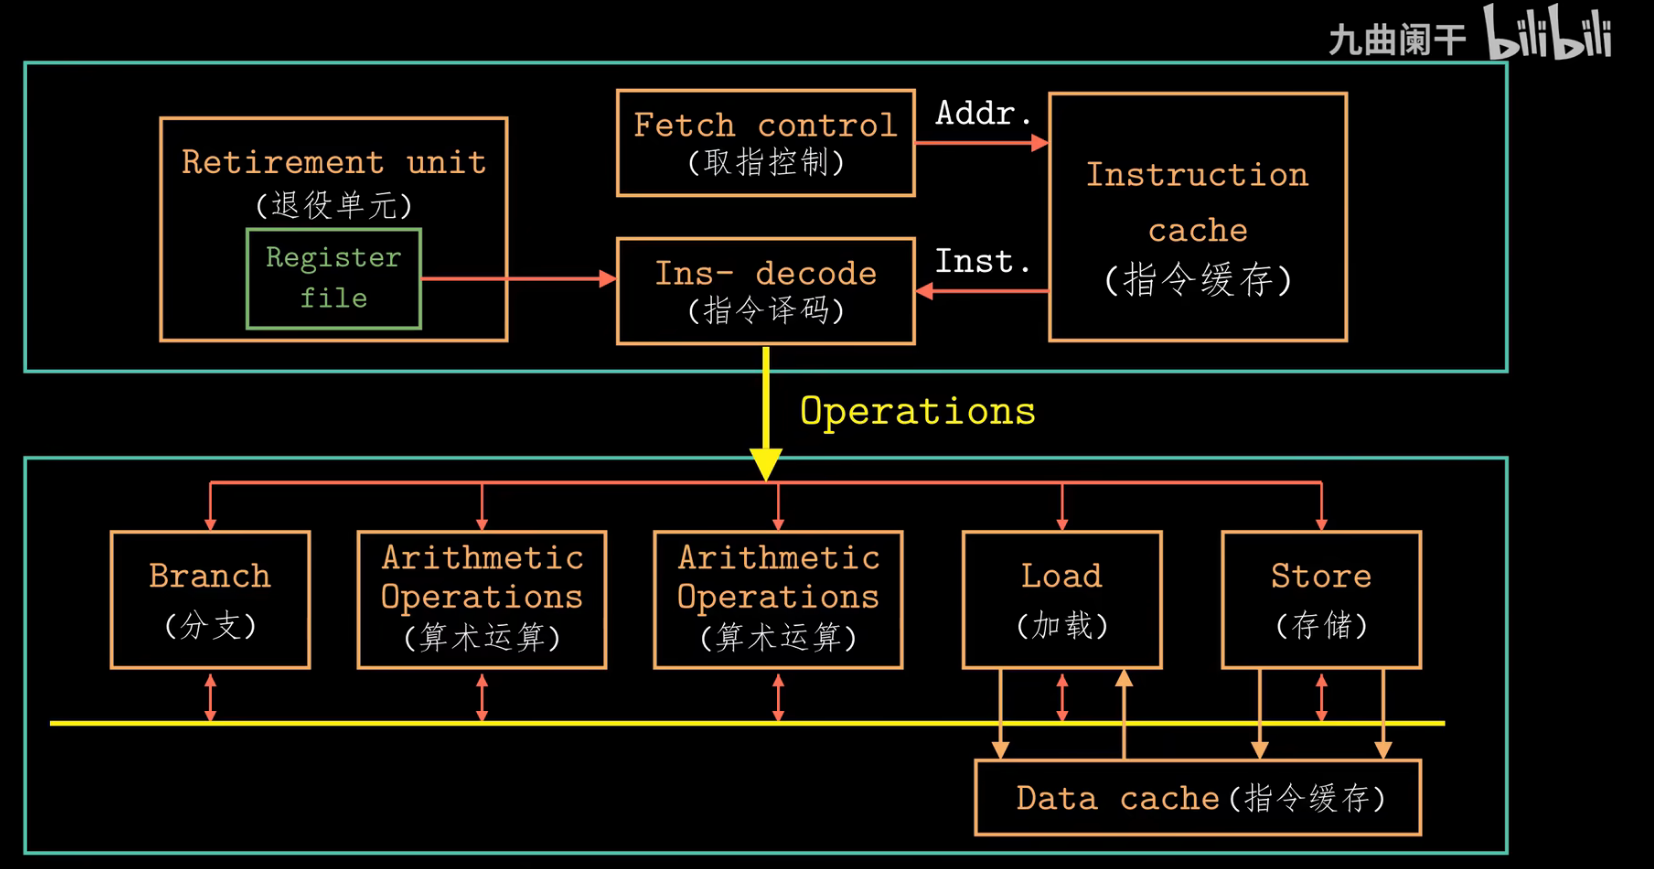 九曲阑干 bilibili
Retirement unit
(退役单元)
Register
file
Fetch control
(取指控制)
Addr.
Instruction
cache
(指令缓存)
Ins- decode
(指令译码)
Inst.
Operations
Branch
(分支)
Arithmetic
Operations
(算术运算)
Arithmetic
Operations
(算术运算)
Load
(加载)
Store
(存储)
Data cache(指令缓存)